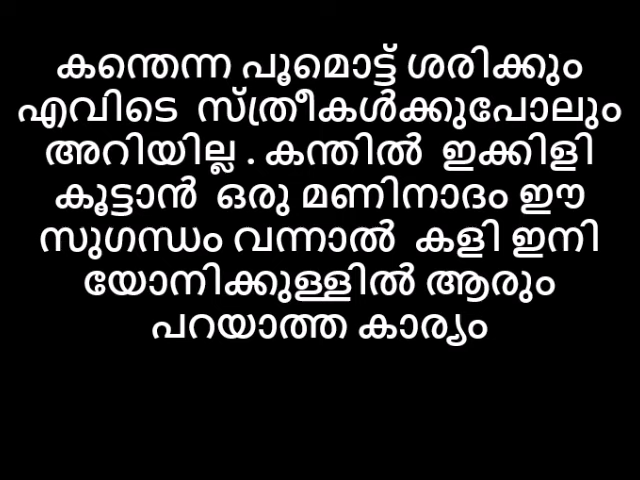 കന്തെന്ന പൂമൊട്ട് ശരിക്കും
എവിടെ സ്ത്രീകൾക്കുപോലും
അറിയില്ല . കന്തിൽ ഇക്കിളി
കൂട്ടാൻ ഒരു മണിനാദം ഈ
സുഗന്ധം വന്നാൽ കളി ഇനി
യോനിക്കുള്ളിൽ ആരും
പറയാത്ത കാര്യം